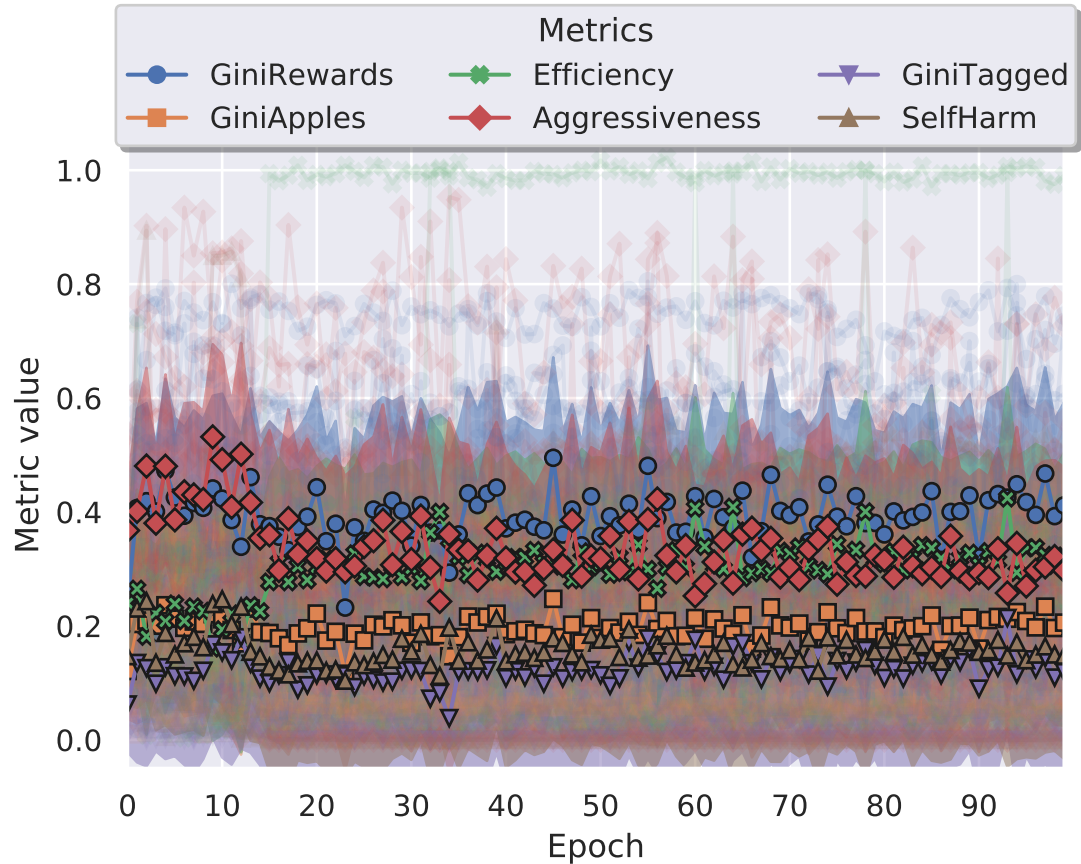 Metrics
GiniRewards Efficiency GiniTagged
GiniApples Aggressiveness SelfHarm
1.0
0.8
0.6
0.4
0.2
0.0
Metric value
0 10 20 30 40 50 60 70 80 90
Epoch